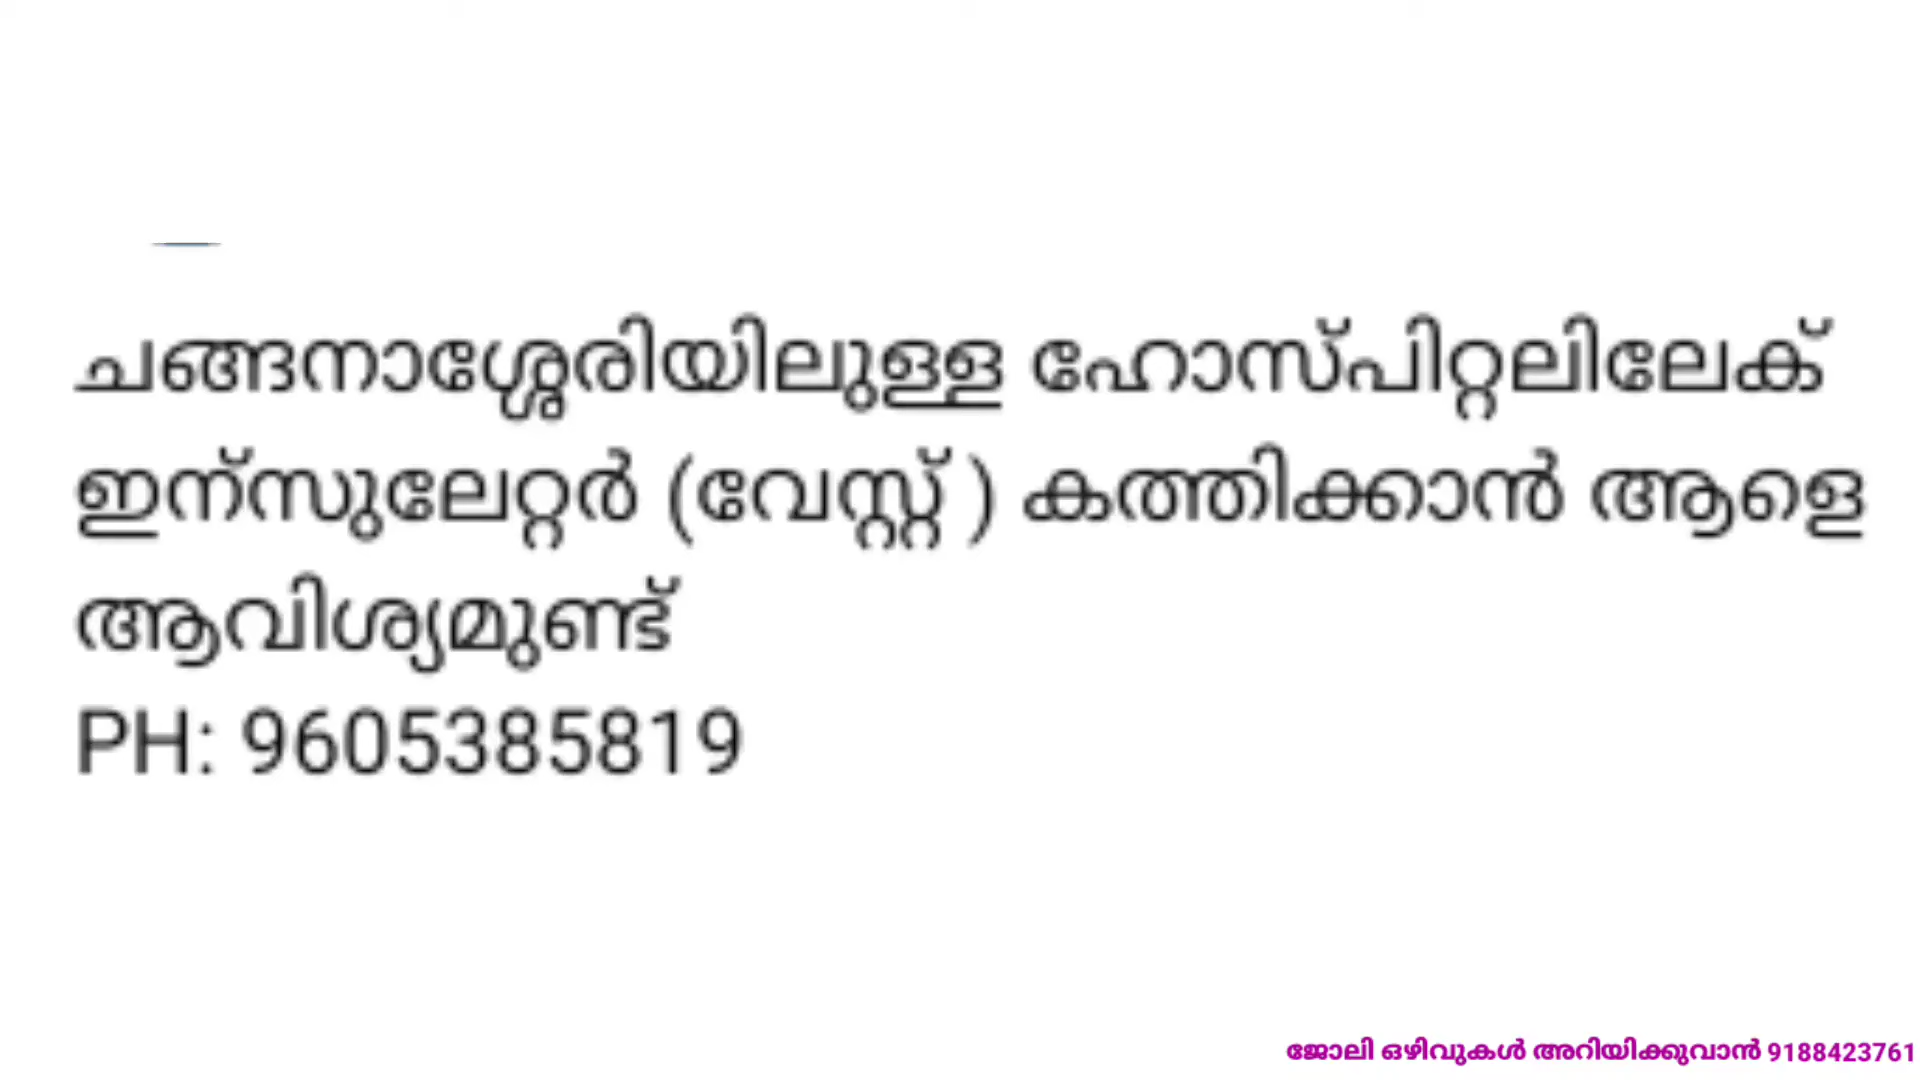 ചങ്ങനാശ്ശേരിയിലുള്ള ഹോസ്പിറ്റലിലേക്
ഇന്സുലേറ്റർ (വേസ്റ്റ് ) കത്തിക്കാൻ ആളെ
ആവിശ്യമുണ്ട്
PH: 9605385819
ജോലി ഒഴിവുകൾ അറിയിക്കുവാൻ 9188423761